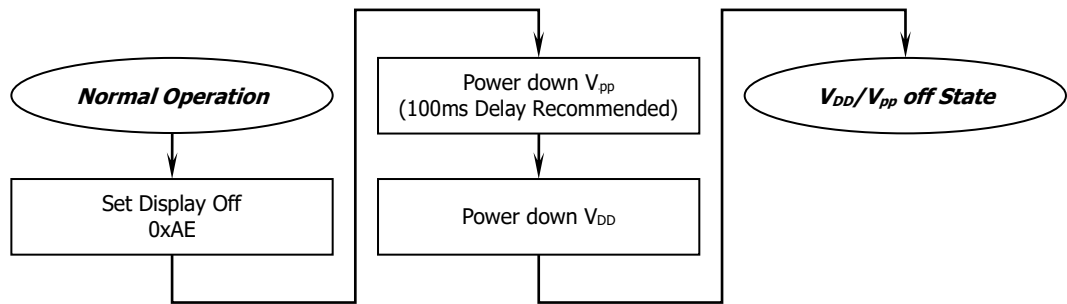 Normal Operation
Set Display Off
0xAE
Power down Vpp
(100ms Delay Recommended)
Power down VDD
VDD/Vpp off State